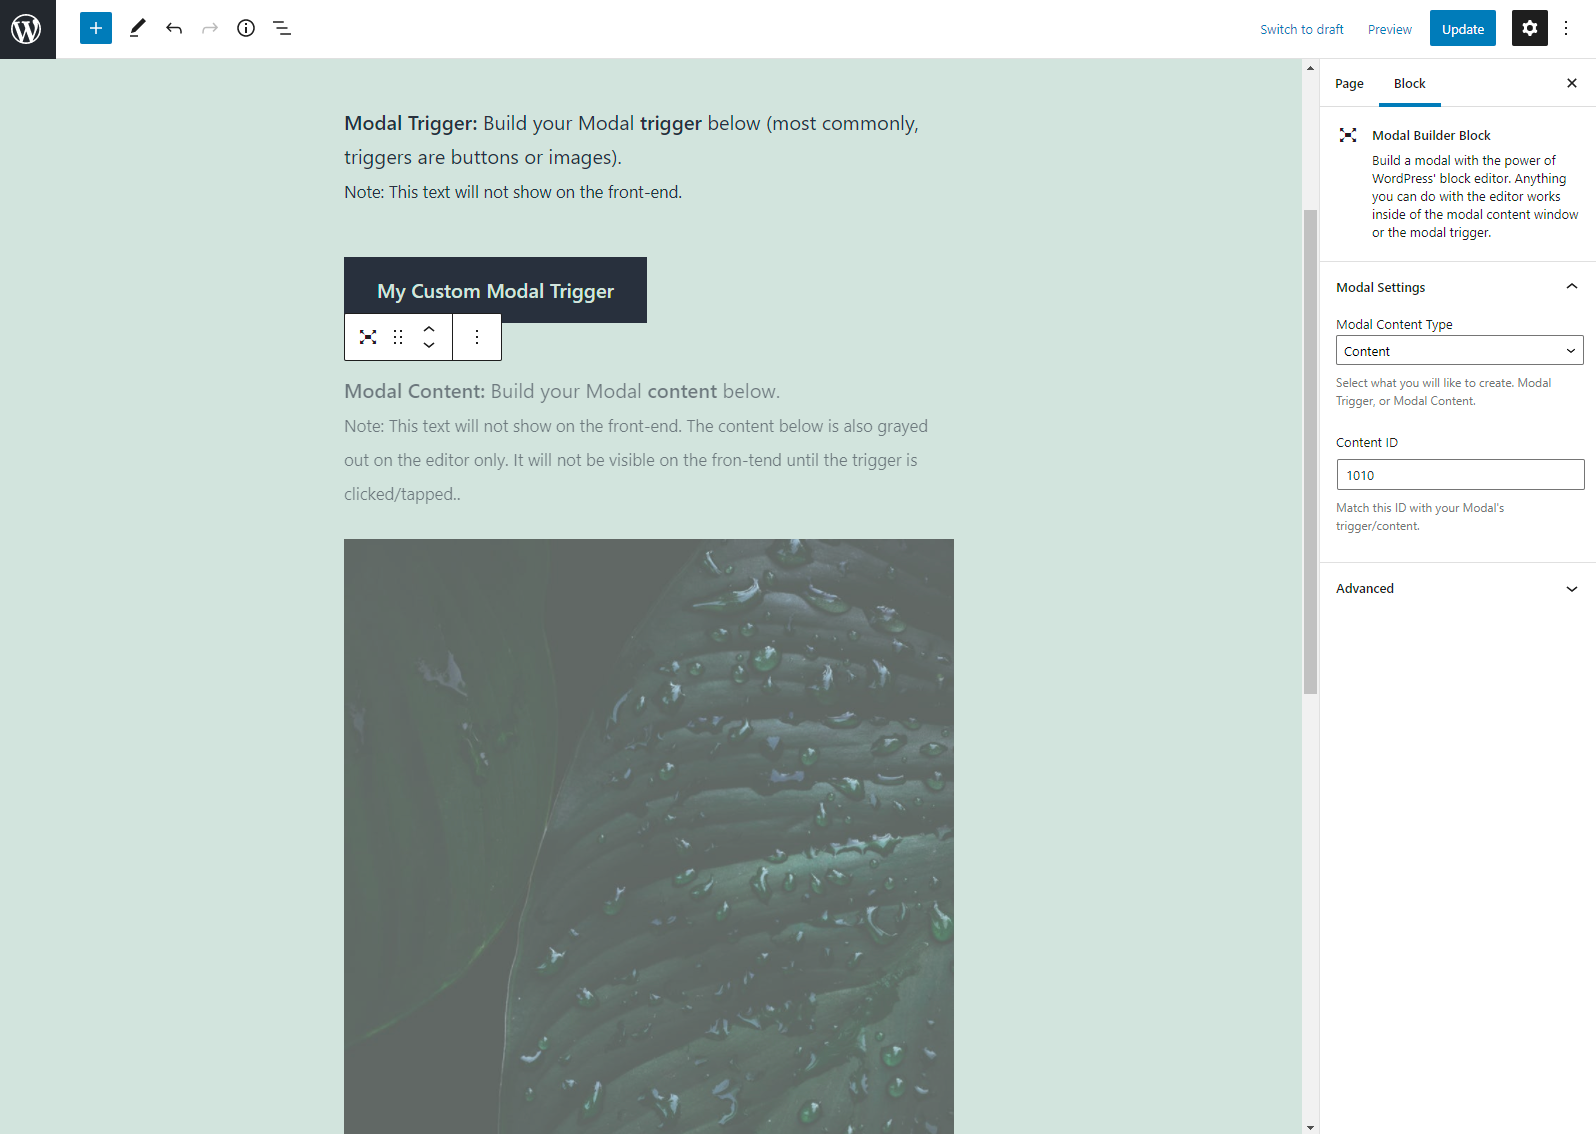 Switch to draft
Preview
Update
Modal Trigger: Build your Modal trigger below (most commonly,
triggers are buttons or images).
Note: This text will not show on the front-end.
My Custom Modal Trigger
Modal Content: Build your Modal content below.
Note: This text will not show on the front-end. The content below is also grayed
out on the editor only. It will not be visible on the fron-tend until the trigger is
clicked/tapped..
Page
Block
Modal Builder Block
Build a modal with the power of
WordPress' block editor. Anything
you can do with the editor works
inside of the modal content window
or the modal trigger.
Modal Settings
Modal Content Type
Content
Select what you will like to create. Modal
Trigger, or Modal Content.
Content ID
1010
Match this ID with your Modal's
trigger/content.
Advanced